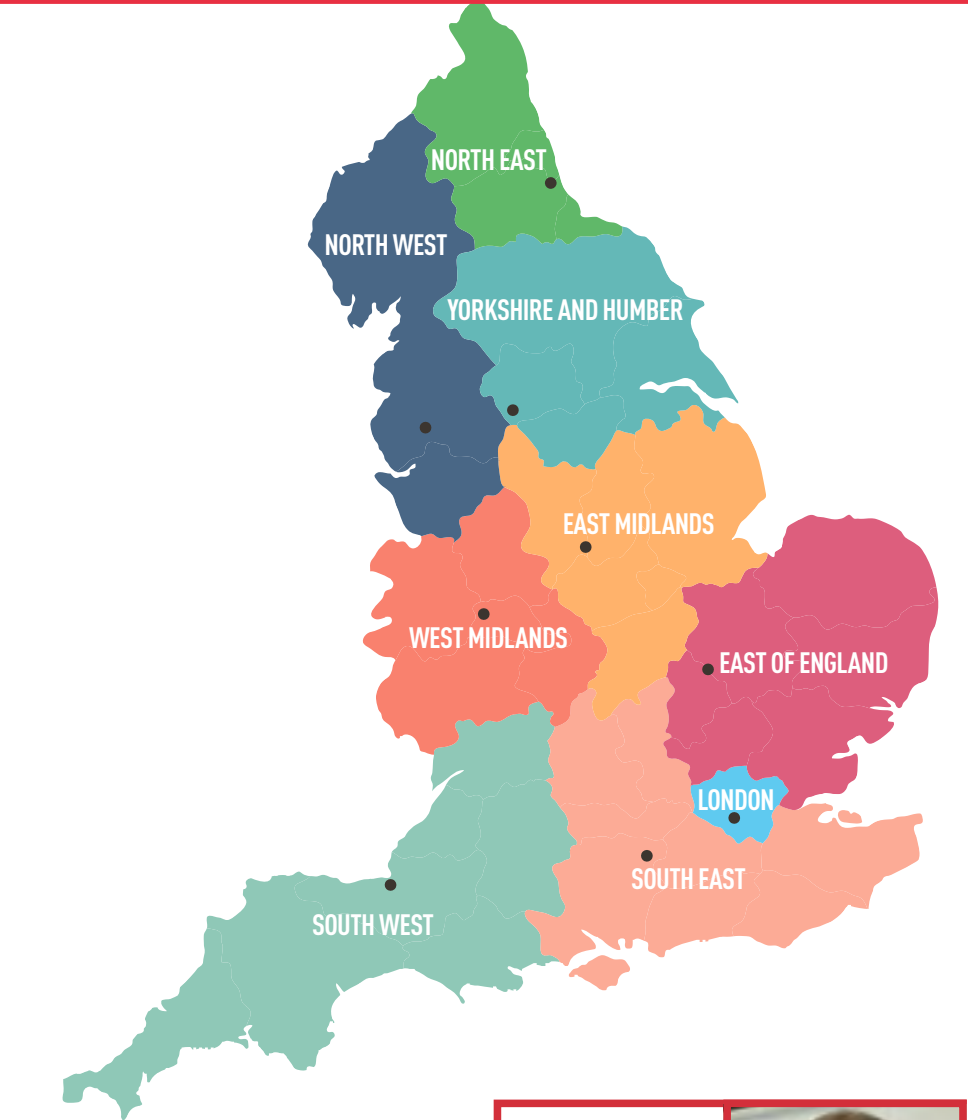 NORTH EAST
NORTH WEST
YORKSHIRE AND HUMBER
EAST MIDLANDS
WEST MIDLANDS
EAST OF ENGLAND
LONDON
SOUTH EAST
SOUTH WEST